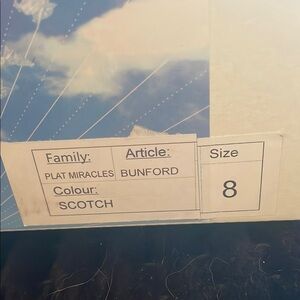 Family: Article: Size
PLAT MIRACLES BUNFORD 8
Colour:
SCOTCH